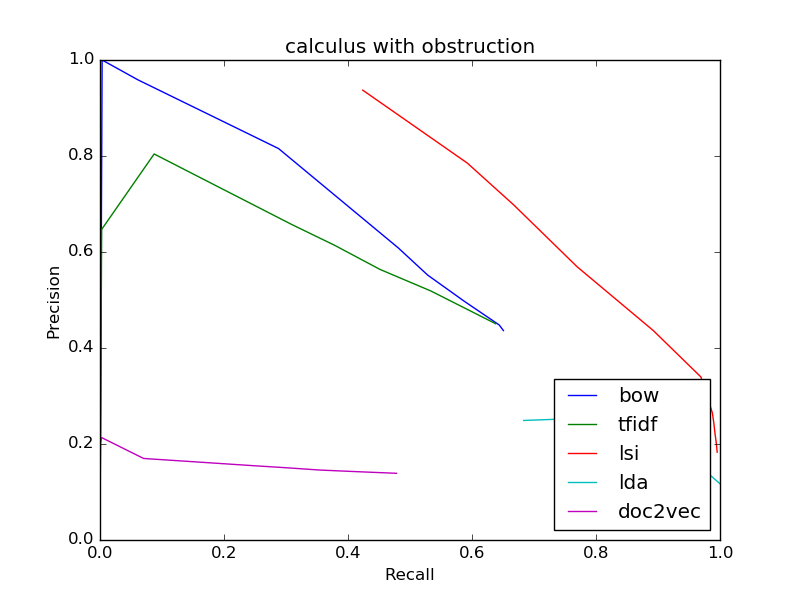 calculus with obstruction
1.0
0.8
0.6
0.4
0.2
0.0
Precision
bow
tfidf
lsi
lda
doc2vec
0.0 0.2 0.4 0.6 0.8 1.0
Recall